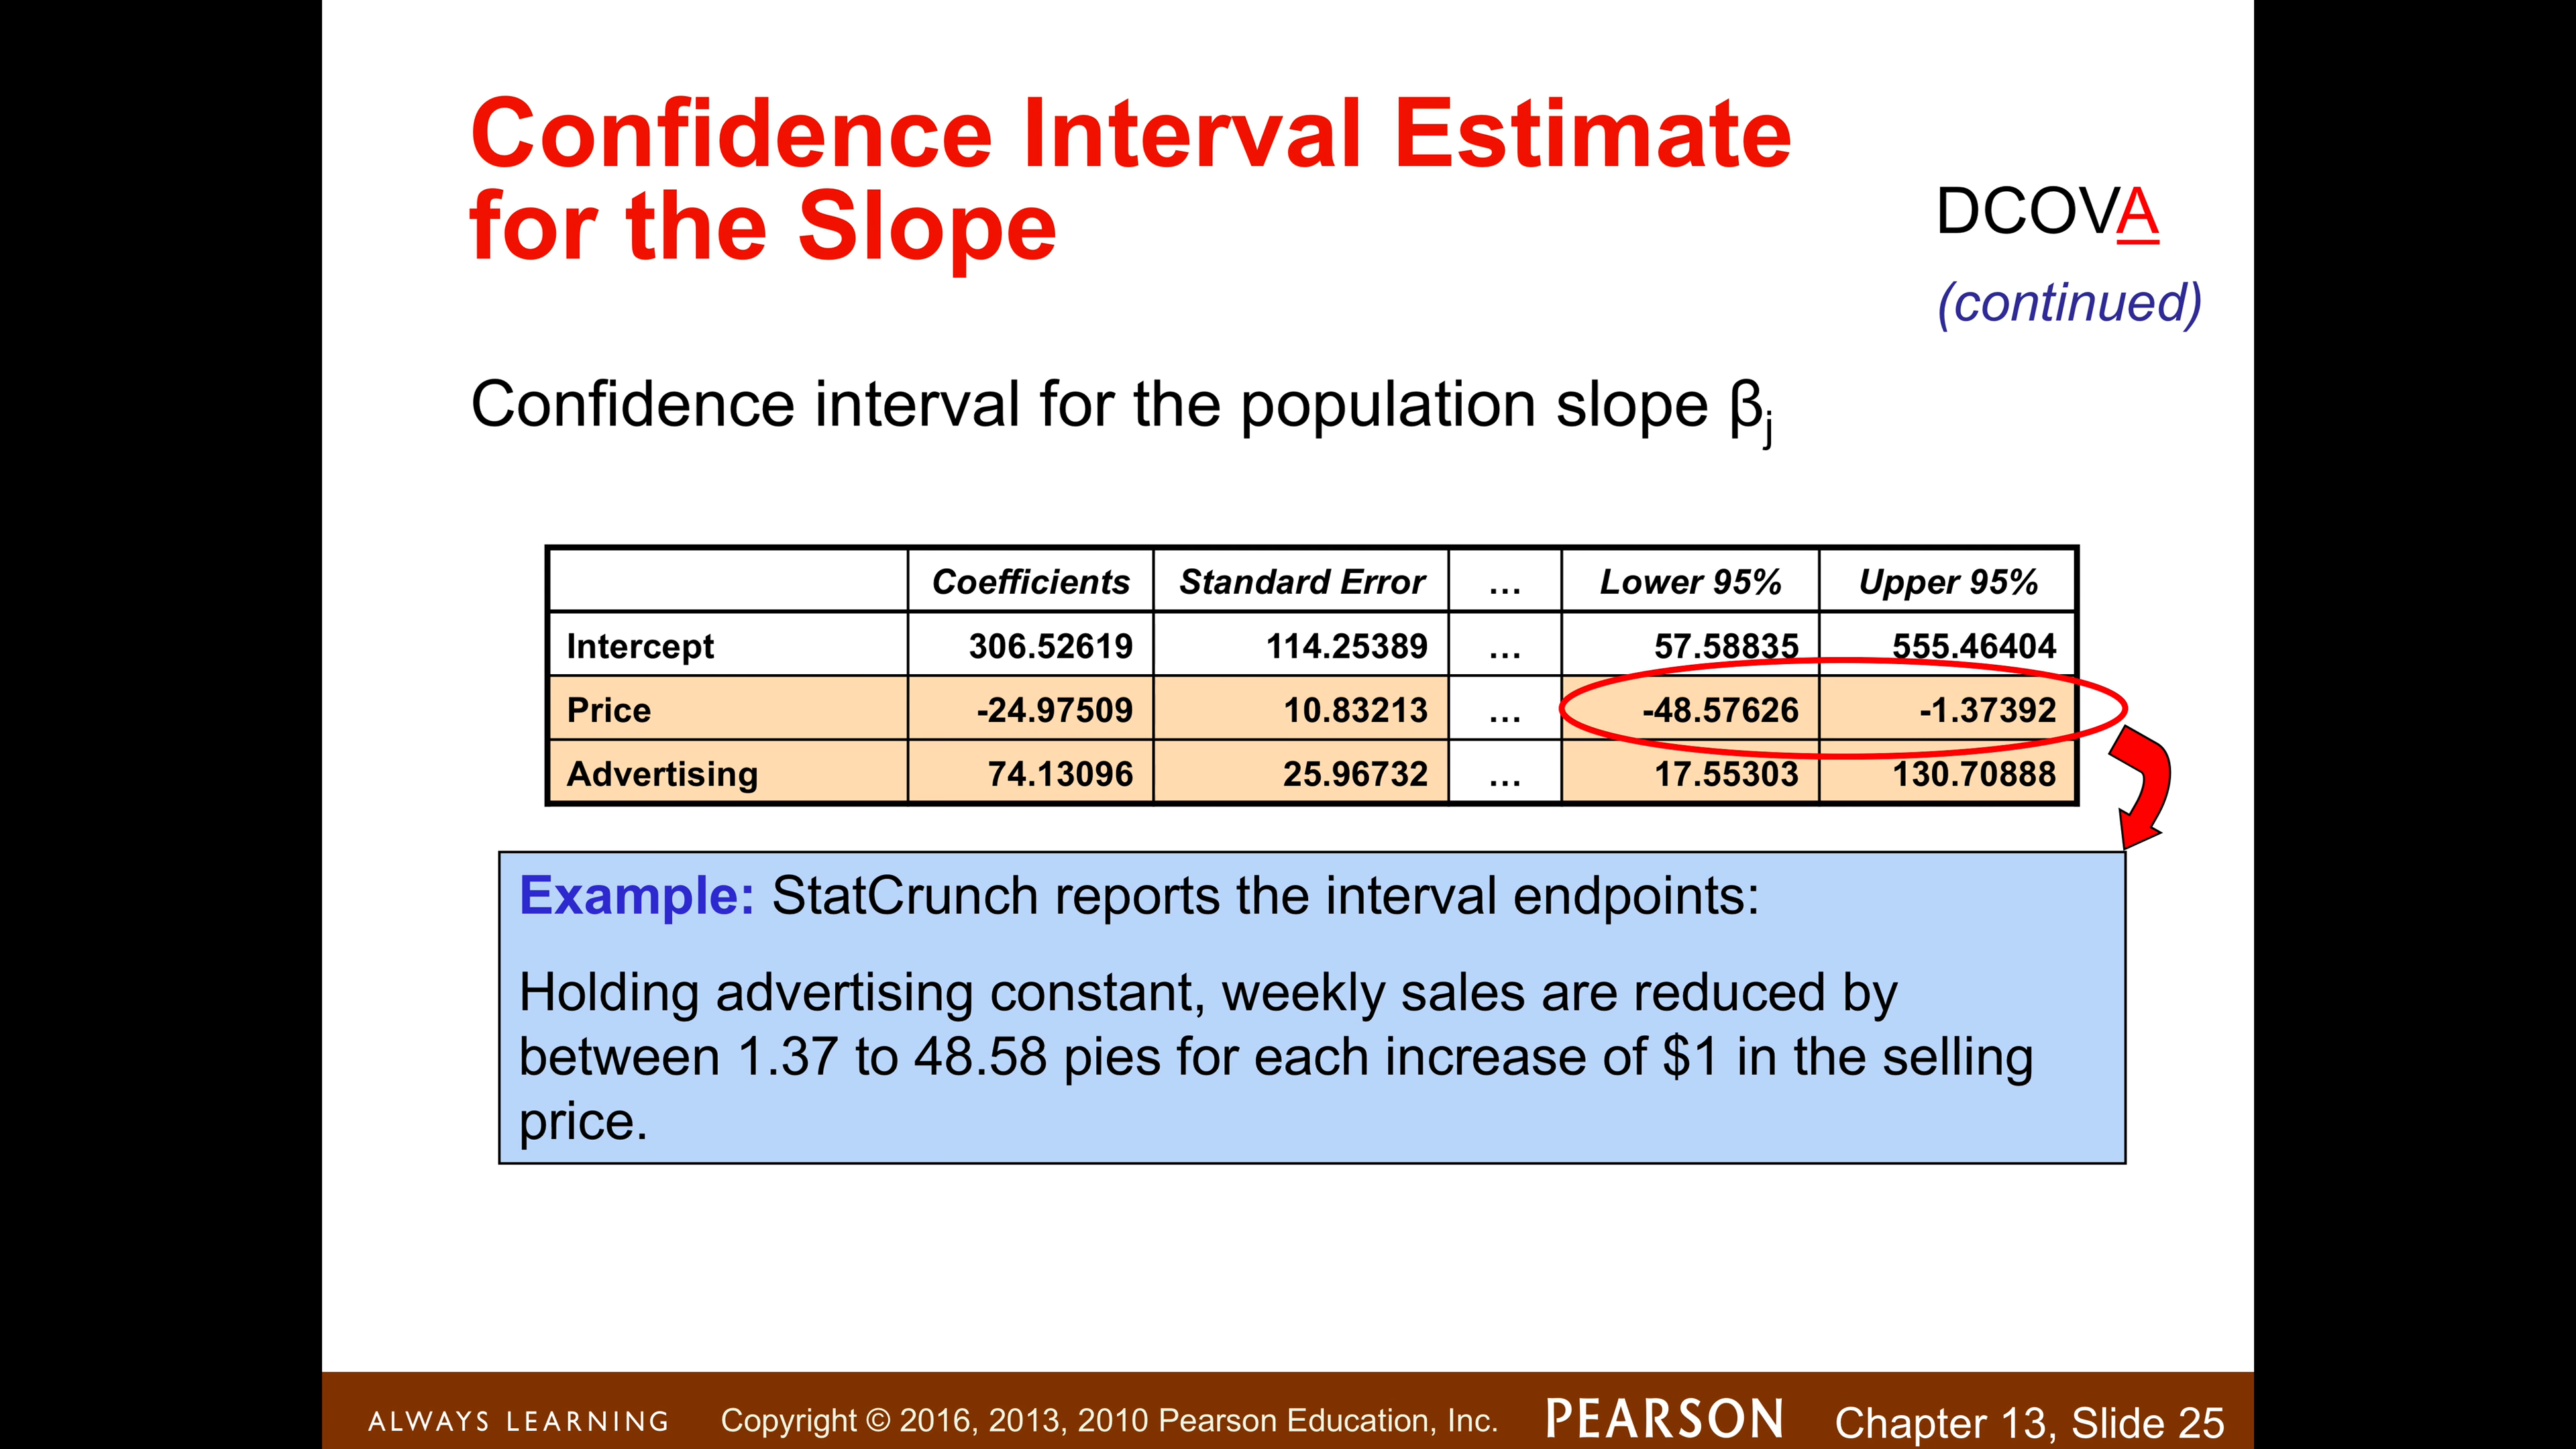 Confidence Interval Estimate
for the Slope
DCOVA
(continued)
Confidence interval for the population slope βj
Coefficients Standard Error … Lower 95% Upper 95%
Intercept 306.52619 114.25389 … 57.58835 555.46404
Price -24.97509 10.83213 … -48.57626 -1.37392
Advertising 74.13096 25.96732 … 17.55303 130.70888
Example: StatCrunch reports the interval endpoints:
Holding advertising constant, weekly sales are reduced by
between 1.37 to 48.58 pies for each increase of $1 in the selling
price.
ALWAYS LEARNING Copyright © 2016, 2013, 2010 Pearson Education, Inc. PEARSON Chapter 13, Slide 25